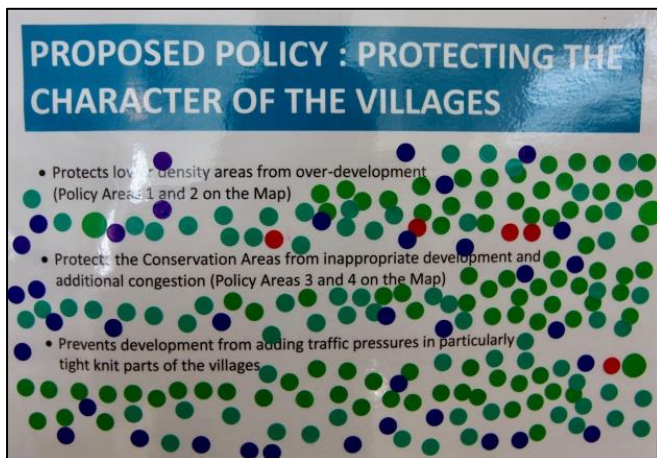 PROPOSED POLICY : PROTECTING THE
CHARACTER OF THE VILLAGES
• Protects lower density areas from over-development
(Policy Areas 1 and 2 on the Map)
• Protects the Conservation Areas from inappropriate development and
additional congestion (Policy Areas 3 and 4 on the Map)
• Prevents development from adding traffic pressures in particularly
tight knit parts of the villages